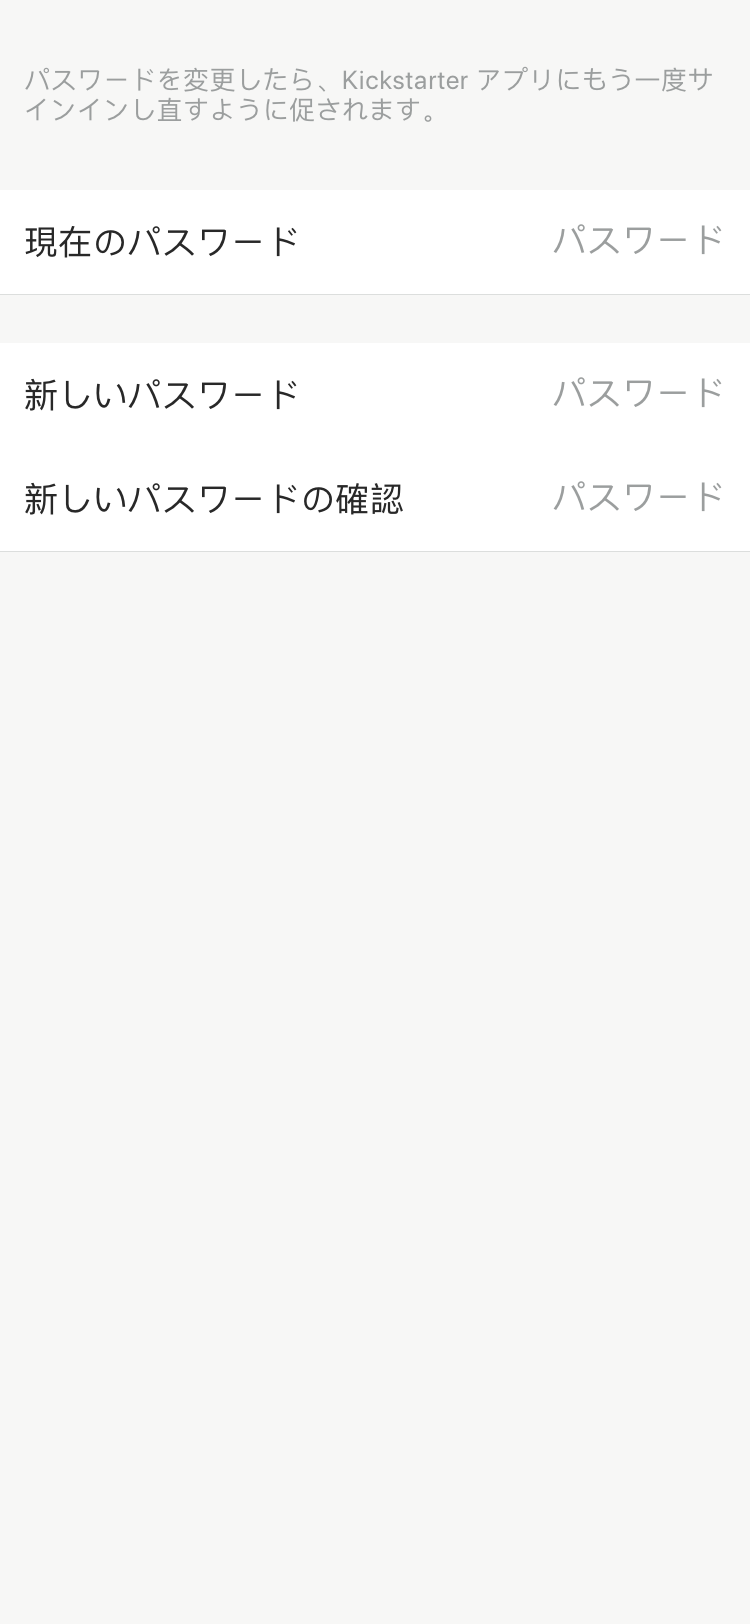 パスワードを変更したら、Kickstarter アプリにもう一度サ
インインし直すように促されます。
現在のパスワード パスワード
新しいパスワード パスワード
新しいパスワードの確認 パスワード